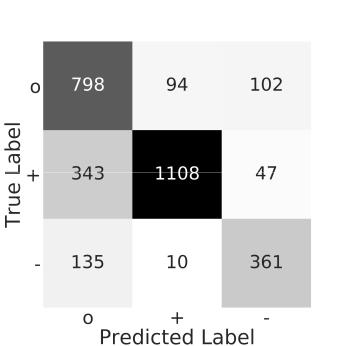 o 798 94 102
+ 343 1108 47
- 135 10 361
o + -
Predicted Label
True Label